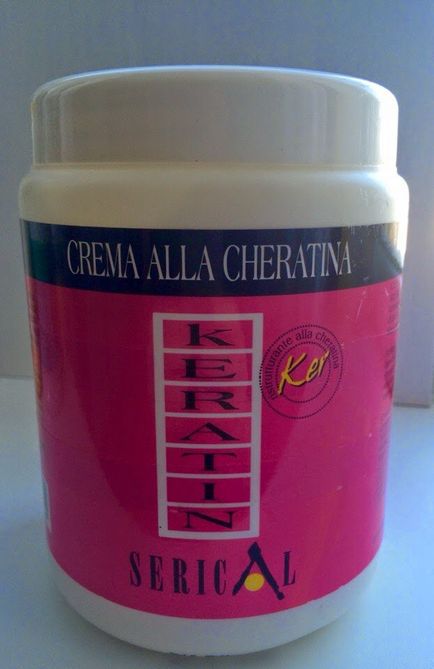 CREMA ALLA CHERATINA
KERATIN
ristrutturante alla cheratina
Ker
SERICAL